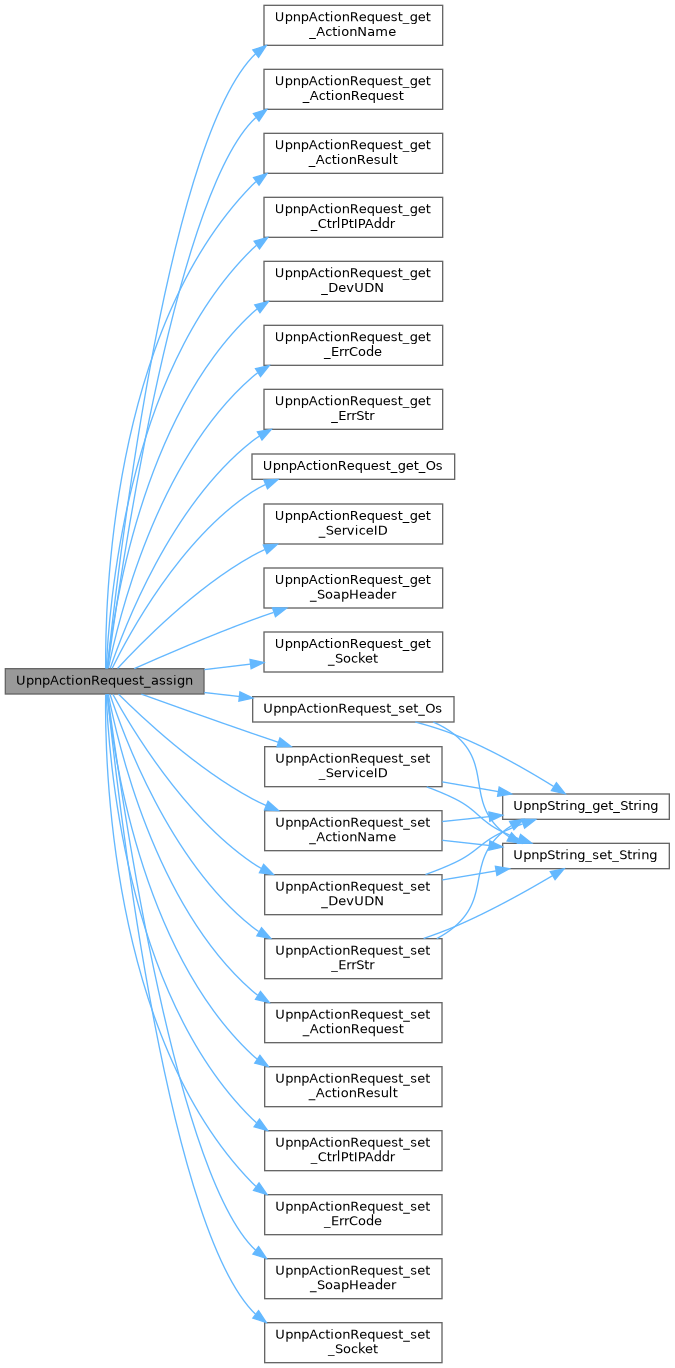 UpnpActionRequest_get
_ActionName
UpnpActionRequest_get
_ActionRequest
UpnpActionRequest_get
_ActionResult
UpnpActionRequest_get
_CtrlPtIPAddr
UpnpActionRequest_get
_DevUDN
UpnpActionRequest_get
_ErrCode
UpnpActionRequest_get
_ErrStr
UpnpActionRequest_get_Os
UpnpActionRequest_get
_ServiceID
UpnpActionRequest_get
_SoapHeader
UpnpActionRequest_get
_Socket
UpnpActionRequest_assign
UpnpActionRequest_set_Os
UpnpActionRequest_set
_ServiceID
UpnpString_get_String
UpnpActionRequest_set
_ActionName
UpnpString_set_String
UpnpActionRequest_set
_DevUDN
UpnpActionRequest_set
_ErrStr
UpnpActionRequest_set
_ActionRequest
UpnpActionRequest_set
_ActionResult
UpnpActionRequest_set
_CtrlPtIPAddr
UpnpActionRequest_set
_ErrCode
UpnpActionRequest_set
_SoapHeader
UpnpActionRequest_set
_Socket